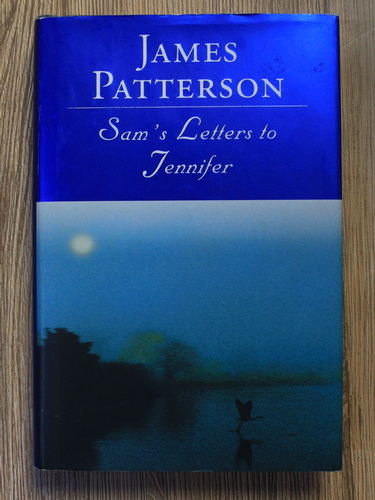 JAMES
PATTERSON
Sam's Letters to
Jennifer